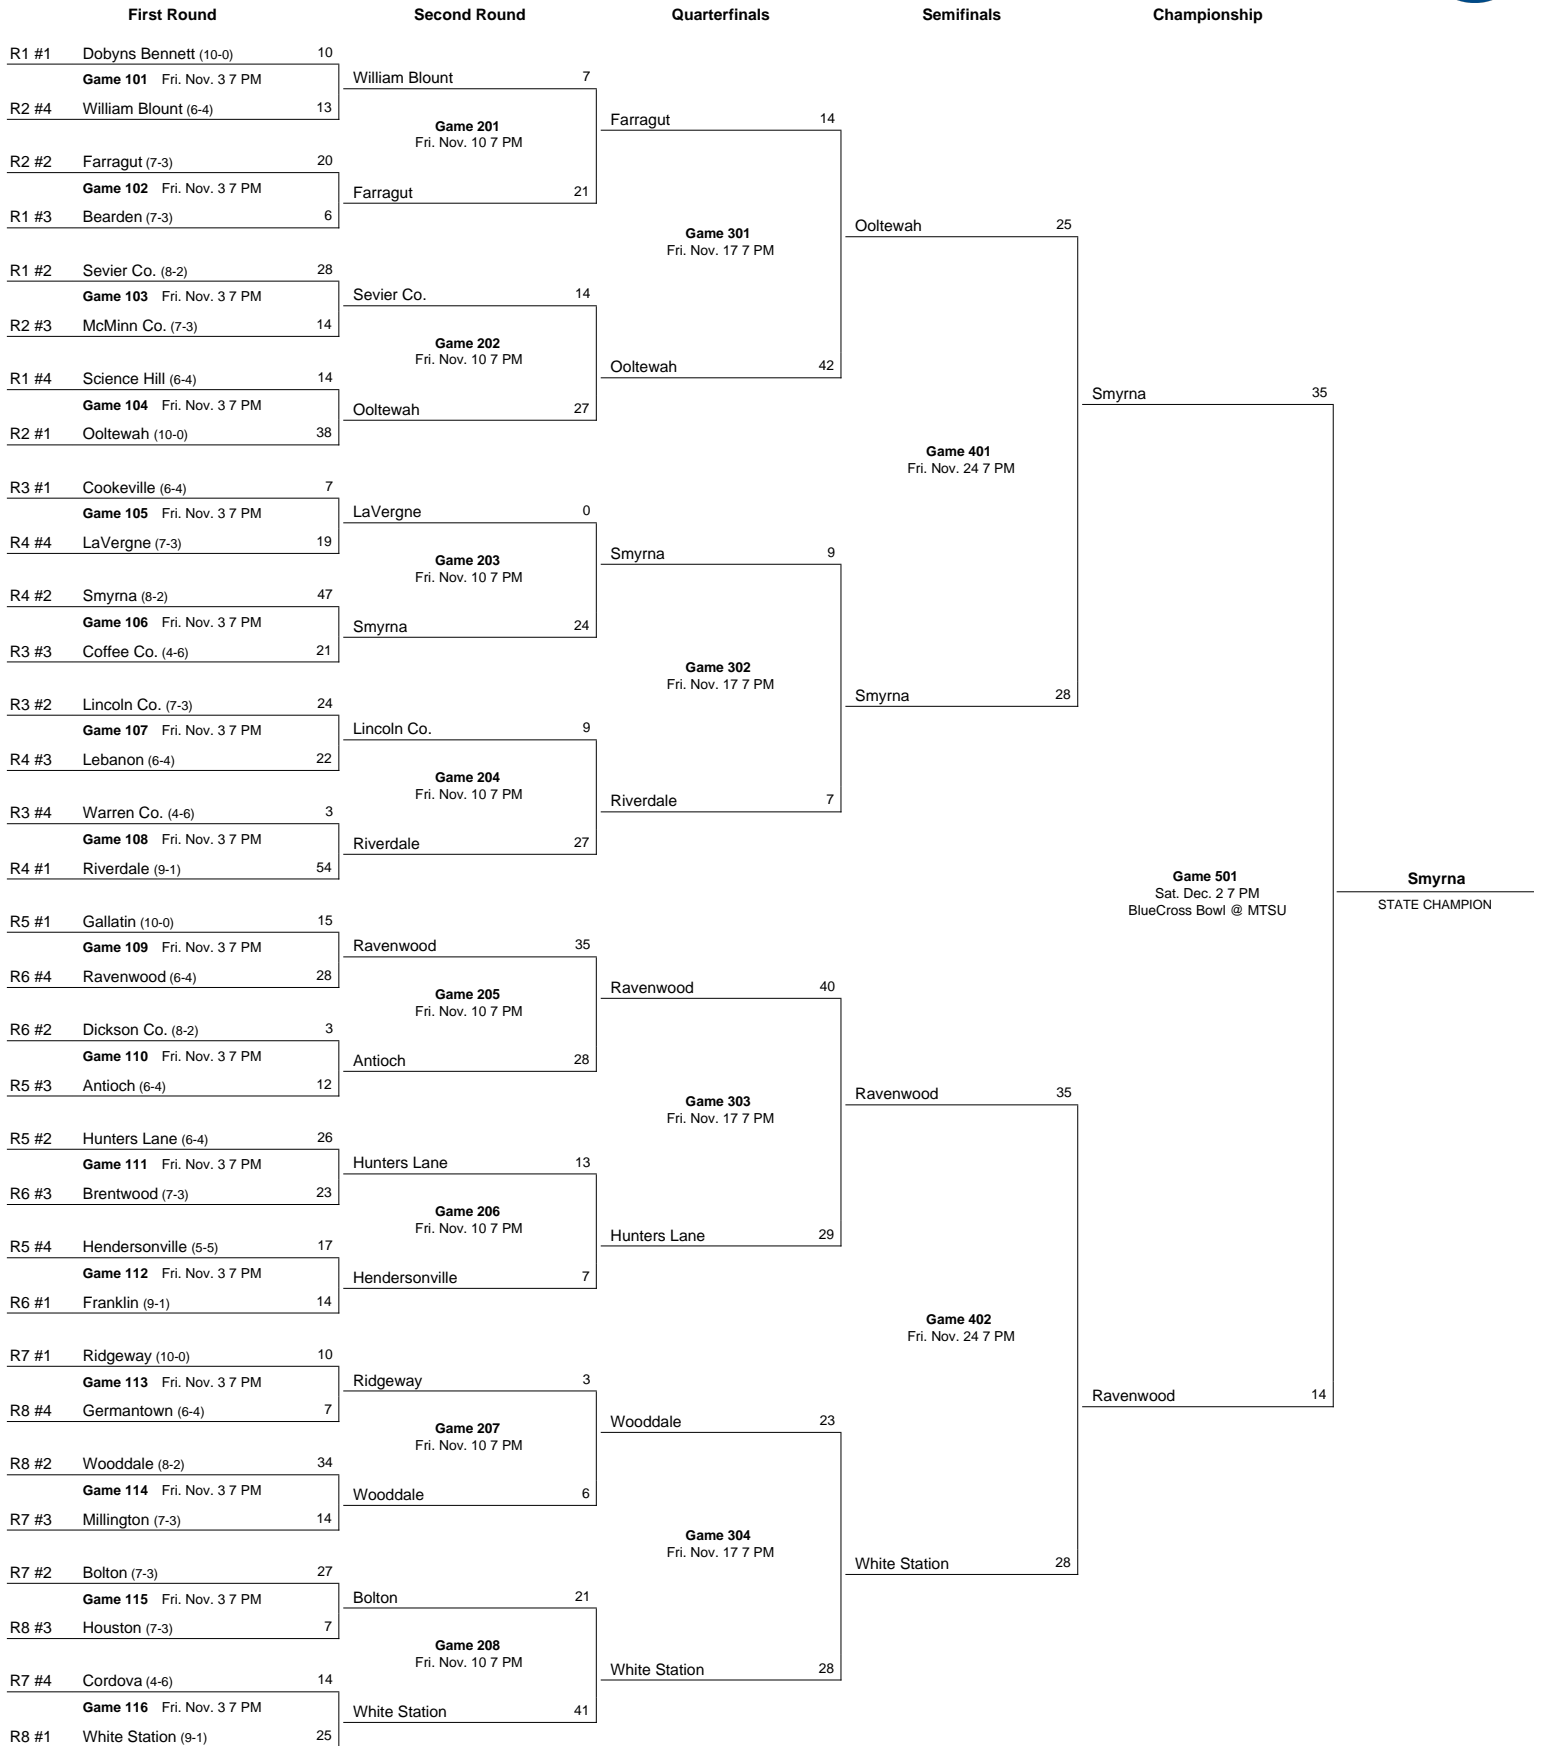 First Round Second Round Quarterfinals Semifinals Championship
R1 #1 Dobyns Bennett (10-0) 10
Game 101 Fri. Nov. 3 7 PM
R2 #4 William Blount (6-4) 13
R2 #2 Farragut (7-3) 20
Game 102 Fri. Nov. 3 7 PM
R1 #3 Bearden (7-3) 6
R1 #2 Sevier Co. (8-2) 28
Game 103 Fri. Nov. 3 7 PM
R2 #3 McMinn Co. (7-3) 14
R1 #4 Science Hill (6-4) 14
Game 104 Fri. Nov. 3 7 PM
R2 #1 Ooltewah (10-0) 38
R3 #1 Cookeville (6-4) 7
Game 105 Fri. Nov. 3 7 PM
R4 #4 LaVergne (7-3) 19
R4 #2 Smyrna (8-2) 47
Game 106 Fri. Nov. 3 7 PM
R3 #3 Coffee Co. (4-6) 21
R3 #2 Lincoln Co. (7-3) 24
Game 107 Fri. Nov. 3 7 PM
R4 #3 Lebanon (6-4) 22
R3 #4 Warren Co. (4-6) 3
Game 108 Fri. Nov. 3 7 PM
R4 #1 Riverdale (9-1) 54
R5 #1 Gallatin (10-0) 15
Game 109 Fri. Nov. 3 7 PM
R6 #4 Ravenwood (6-4) 28
R6 #2 Dickson Co. (8-2) 3
Game 110 Fri. Nov. 3 7 PM
R5 #3 Antioch (6-4) 12
R5 #2 Hunters Lane (6-4) 26
Game 111 Fri. Nov. 3 7 PM
R6 #3 Brentwood (7-3) 23
R5 #4 Hendersonville (5-5) 17
Game 112 Fri. Nov. 3 7 PM
R6 #1 Franklin (9-1) 14
R7 #1 Ridgeway (10-0) 10
Game 113 Fri. Nov. 3 7 PM
R8 #4 Germantown (6-4) 7
R8 #2 Wooddale (8-2) 34
Game 114 Fri. Nov. 3 7 PM
R7 #3 Millington (7-3) 14
R7 #2 Bolton (7-3) 27
Game 115 Fri. Nov. 3 7 PM
R8 #3 Houston (7-3) 7
R7 #4 Cordova (4-6) 14
Game 116 Fri. Nov. 3 7 PM
R8 #1 White Station (9-1) 25
William Blount 7
Game 201
Fri. Nov. 10 7 PM
Farragut 21
Sevier Co. 14
Game 202
Fri. Nov. 10 7 PM
Ooltewah 27
LaVergne 0
Game 203
Fri. Nov. 10 7 PM
Smyrna 24
Lincoln Co. 9
Game 204
Fri. Nov. 10 7 PM
Riverdale 27
Ravenwood 35
Game 205
Fri. Nov. 10 7 PM
Antioch 28
Hunters Lane 13
Game 206
Fri. Nov. 10 7 PM
Hendersonville 7
Ridgeway 3
Game 207
Fri. Nov. 10 7 PM
Wooddale 6
Bolton 21
Game 208
Fri. Nov. 10 7 PM
White Station 41
Farragut 14
Game 301
Fri. Nov. 17 7 PM
Ooltewah 42
Smyrna 9
Game 302
Fri. Nov. 17 7 PM
Riverdale 7
Ravenwood 40
Game 303
Fri. Nov. 17 7 PM
Hunters Lane 29
Wooddale 23
Game 304
Fri. Nov. 17 7 PM
White Station 28
Ooltewah 25
Game 401
Fri. Nov. 24 7 PM
Smyrna 28
Ravenwood 35
Game 402
Fri. Nov. 24 7 PM
White Station 28
Smyrna 35
Game 501
Sat. Dec. 2 7 PM
BlueCross Bowl @ MTSU
Ravenwood 14
Smyrna
STATE CHAMPION